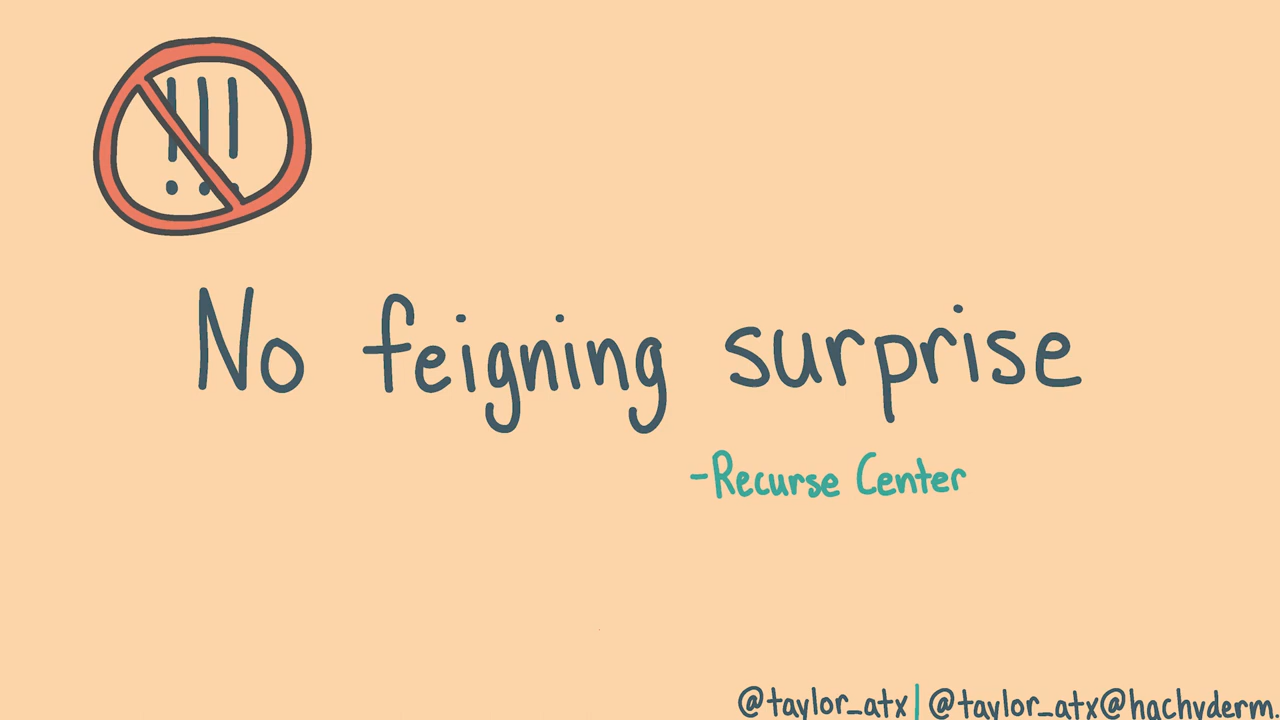 !!!
No feigning surprise
-Recurse Center
@taylor_atx | @taylor_atx@hachyderm.